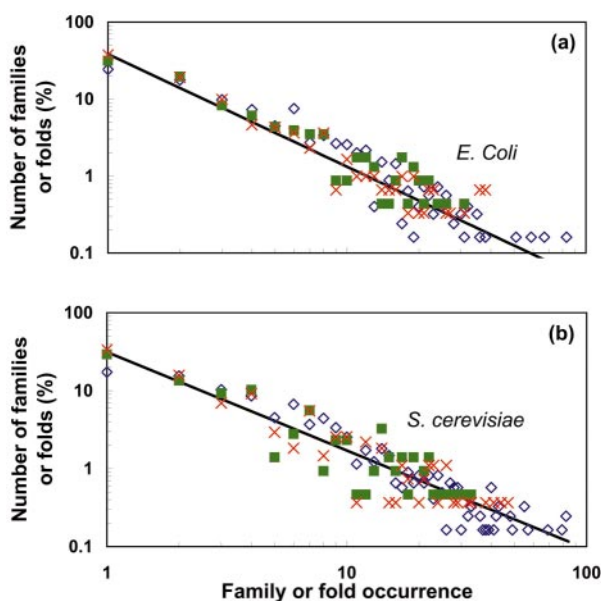 100
(a)
10
Number of families
or folds (%)
1
E. Coli
0.1
100
(b)
10
Number of families
or folds (%)
1
S. cerevisiae
0.1
1
10
100
Family or fold occurrence